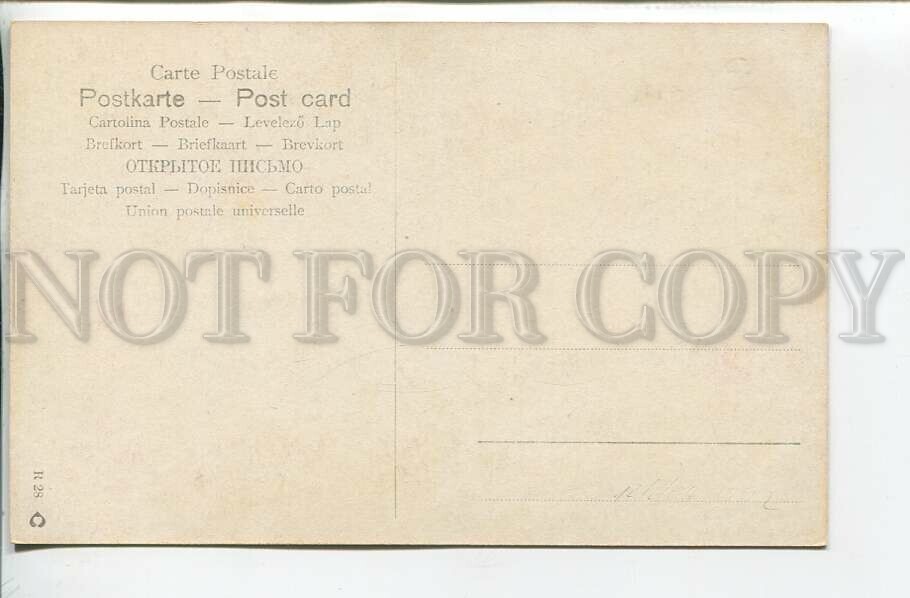 Carte Postale
Postkarte — Post card
Cartolina Postale — Levelező Lap
Brefkort — Briefkaart — Brevkort
ОТКРЫТОЕ ПИСЬМО
Tarjeta postal — Dopisnice — Carto postal
Union postale universelle
NOT FOR COPY
R 28